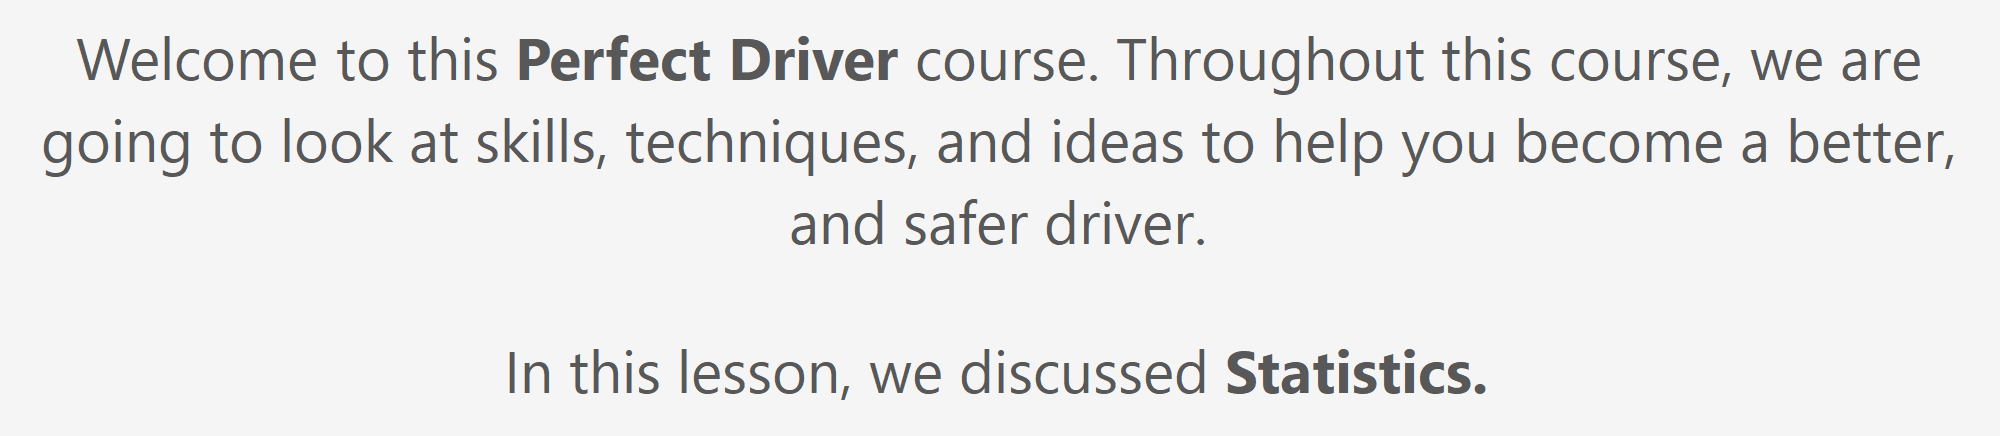 Welcome to this Perfect Driver course. Throughout this course, we are
going to look at skills, techniques, and ideas to help you become a better,
and safer driver.
In this lesson, we discussed Statistics.